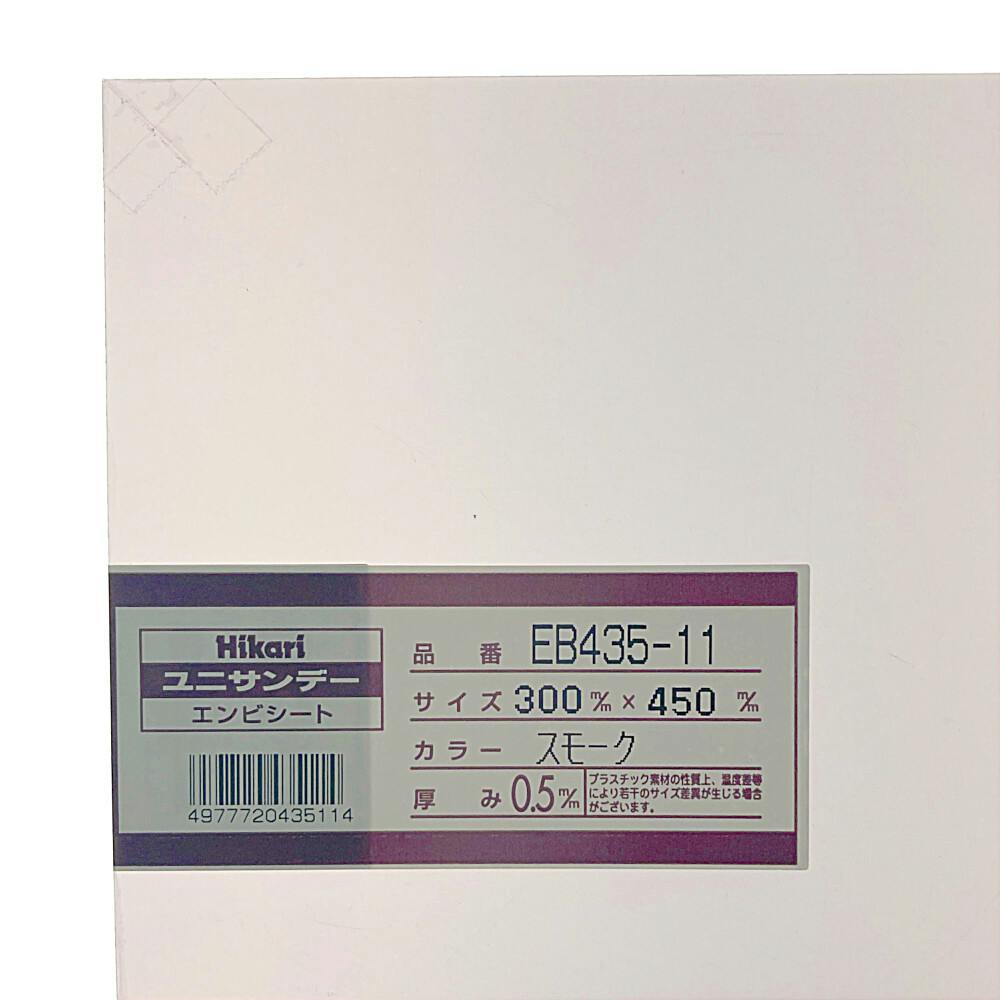 Hikari
ユニサンデー
エンビシート
4977720435114
品番 EB435-11
サイズ 300m/m × 450m/m
カラー スモーク
厚み 0.5m/m
プラスチック素材の性質上、温度差等
により若干のサイズ差異が生じる場合
がございます。